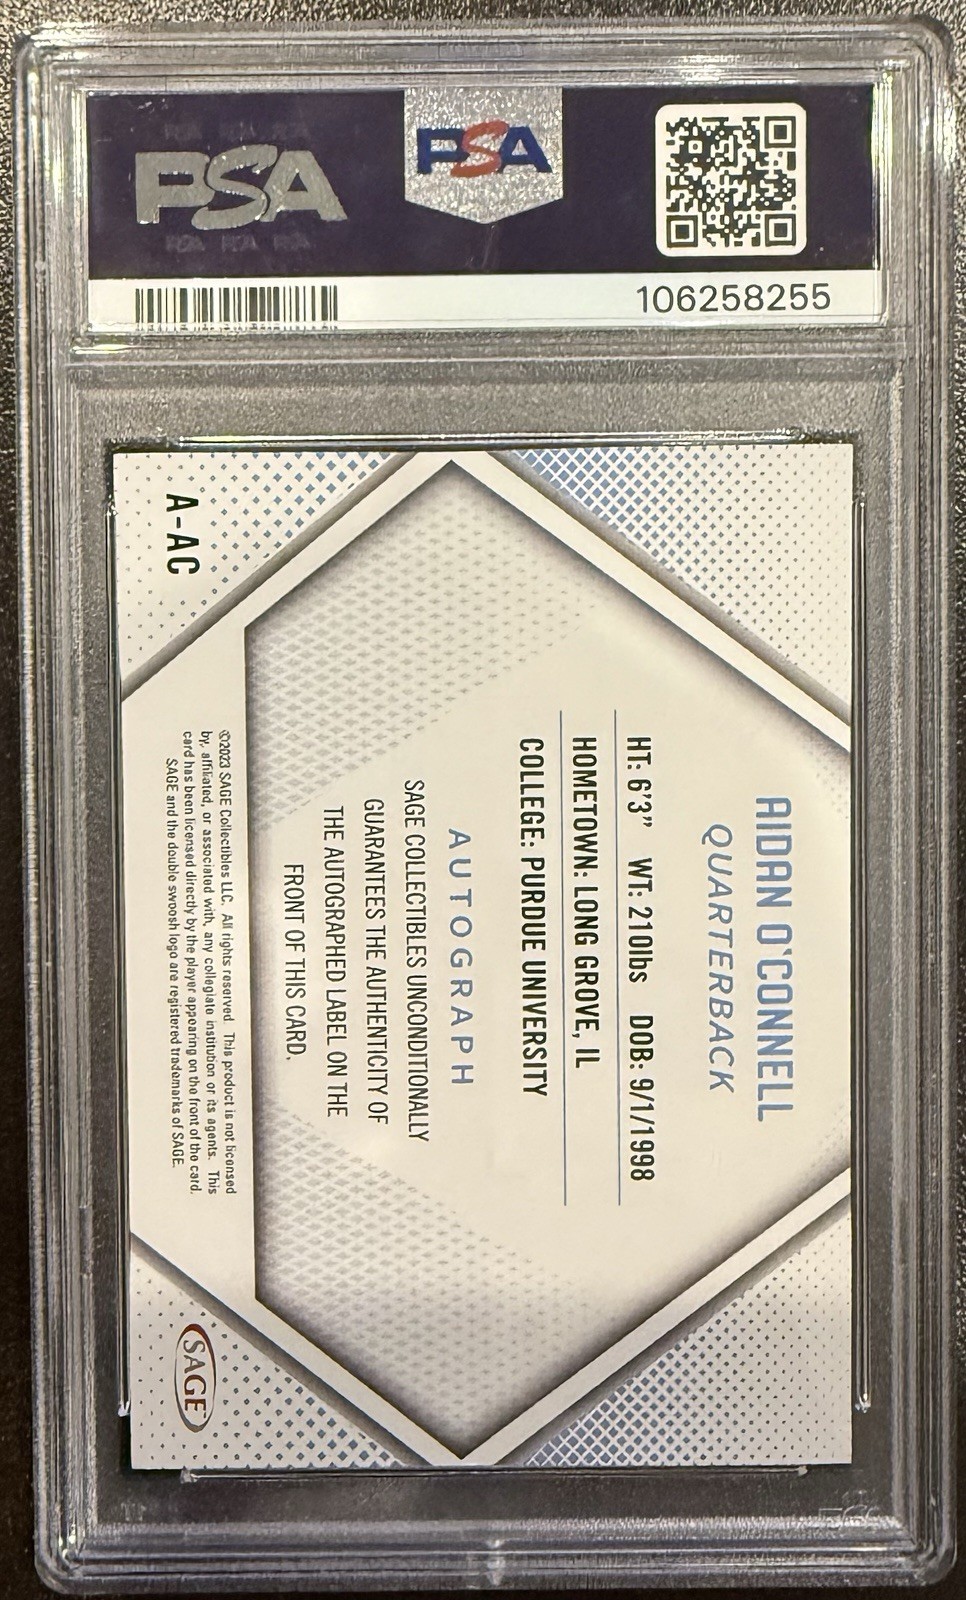 PSA
PSA
106258255
AIDAN O'CONNELL
QUARTERBACK
HT: 6'3" WT: 210lbs DOB: 9/1/1998
HOMETOWN: LONG GROVE, IL
COLLEGE: PURDUE UNIVERSITY
AUTOGRAPH
SAGE COLLECTIBLES UNCONDITIONALLY
GUARANTEES THE AUTHENTICITY OF
THE AUTOGRAPHED LABEL ON THE
FRONT OF THIS CARD.
©2023 SAGE Collectibles LLC. All rights reserved. This product is not licensed
by, affiliated, or associated with, any collegiate institution or its agents. This
card has been licensed directly by the player appearing on the front of the card.
SAGE and the double swoosh logo are registered trademarks of SAGE.
A-AC
SAGE